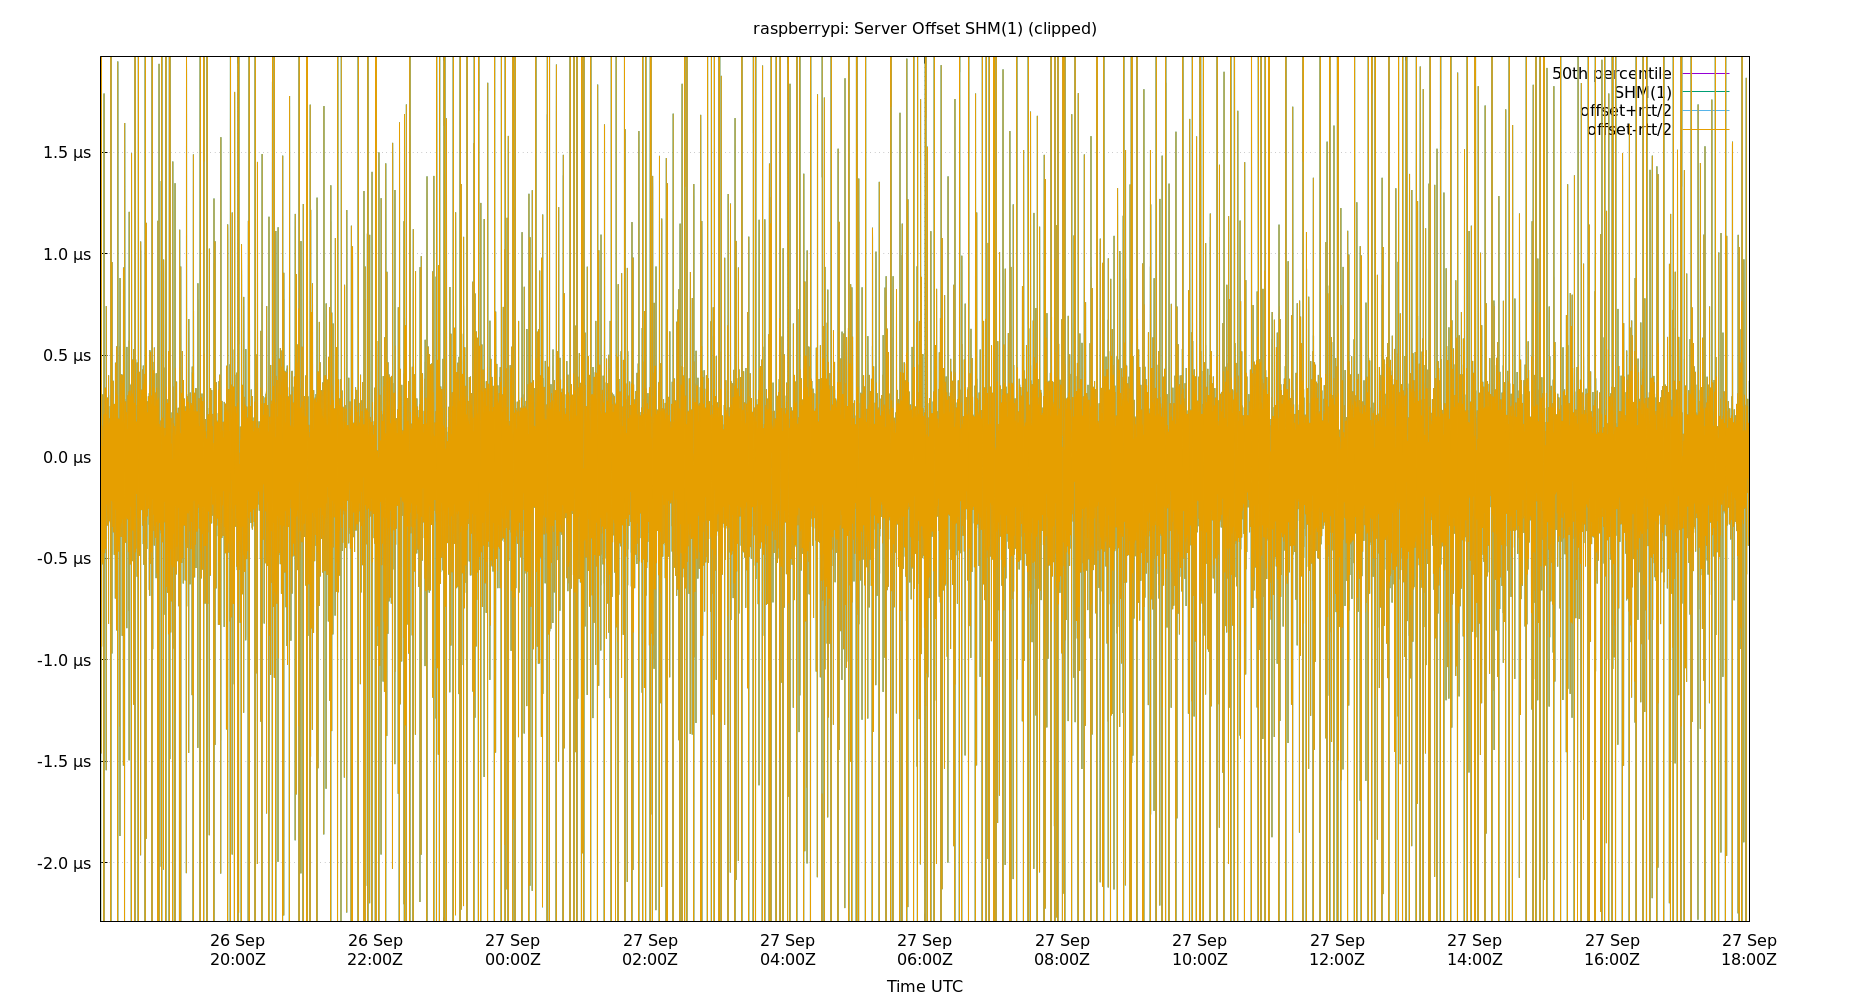 raspberrypi: Server Offset SHM(1) (clipped)
50th percentile
SHM(1)
offset+rtt/2
offset-rtt/2
1.5 µs
1.0 µs
0.5 µs
0.0 µs
-0.5 µs
-1.0 µs
-1.5 µs
-2.0 µs
26 Sep 26 Sep 27 Sep 27 Sep 27 Sep 27 Sep 27 Sep 27 Sep 27 Sep 27 Sep 27 Sep 27 Sep
20:00Z 22:00Z 00:00Z 02:00Z 04:00Z 06:00Z 08:00Z 10:00Z 12:00Z 14:00Z 16:00Z 18:00Z
Time UTC